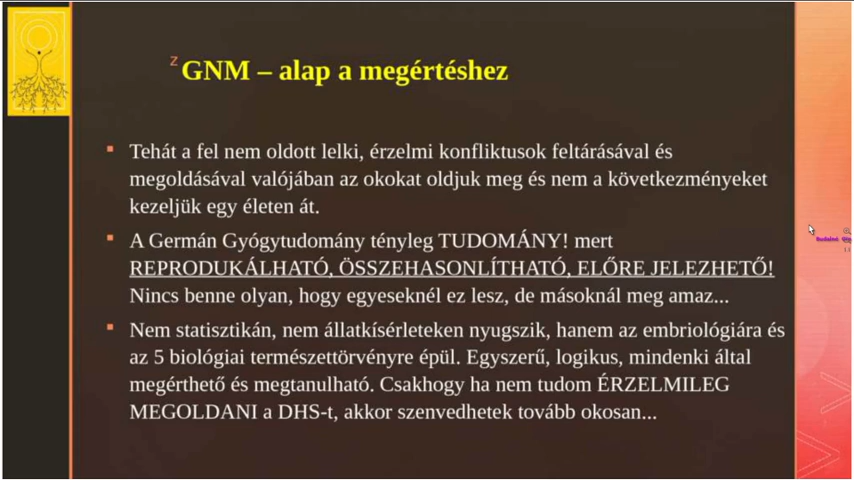 z GNM – alap a megértéshez
▪ Tehát a fel nem oldott lelki, érzelmi konfliktusok feltárásával és
megoldásával valójában az okokat oldjuk meg és nem a következményeket
kezeljük egy életen át.
▪ A Germán Gyógytudomány tényleg TUDOMÁNY! mert
REPRODUKÁLHATÓ, ÖSSZEHASONLÍTHATÓ, ELŐRE JELEZHETŐ!
Nincs benne olyan, hogy egyeseknél ez lesz, de másoknál meg amaz...
▪ Nem statisztikán, nem állatkísérleteken nyugszik, hanem az embriológiára és
az 5 biológiai természettörvényre épül. Egyszerű, logikus, mindenki által
megérthető és megtanulható. Csakhogy ha nem tudom ÉRZELMILEG
MEGOLDANI a DHS-t, akkor szenvedhetek tovább okosan...